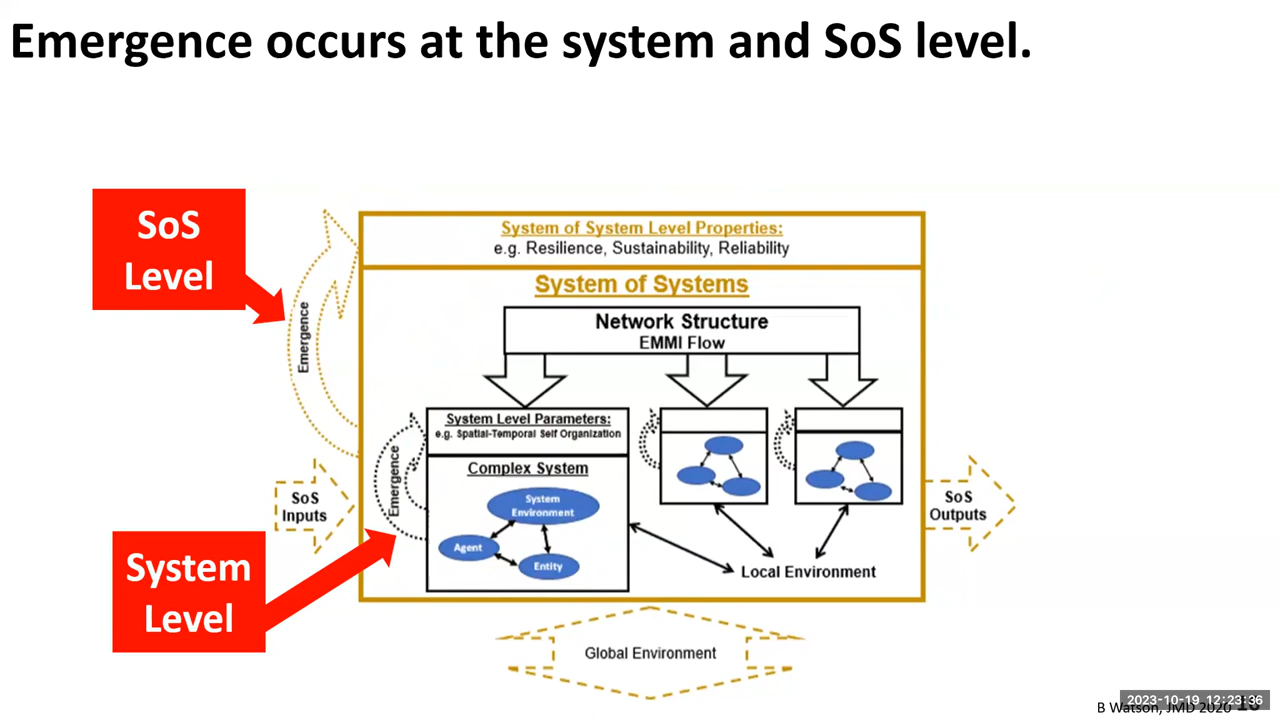 Emergence occurs at the system and SoS level.
SoS
Level
System of System Level Properties:
e.g. Resilience, Sustainability, Reliability
System of Systems
Network Structure
EMMI Flow
Emergence
System Level Parameters:
e.g. Spatial-Temporal Self Organization
Emergence
Complex System
System
Environment
Agent
Entity
SoS
Inputs
SoS
Outputs
System
Level
Local Environment
Global Environment
B Watson, JMD 2020
2023-10-19 12:23:36